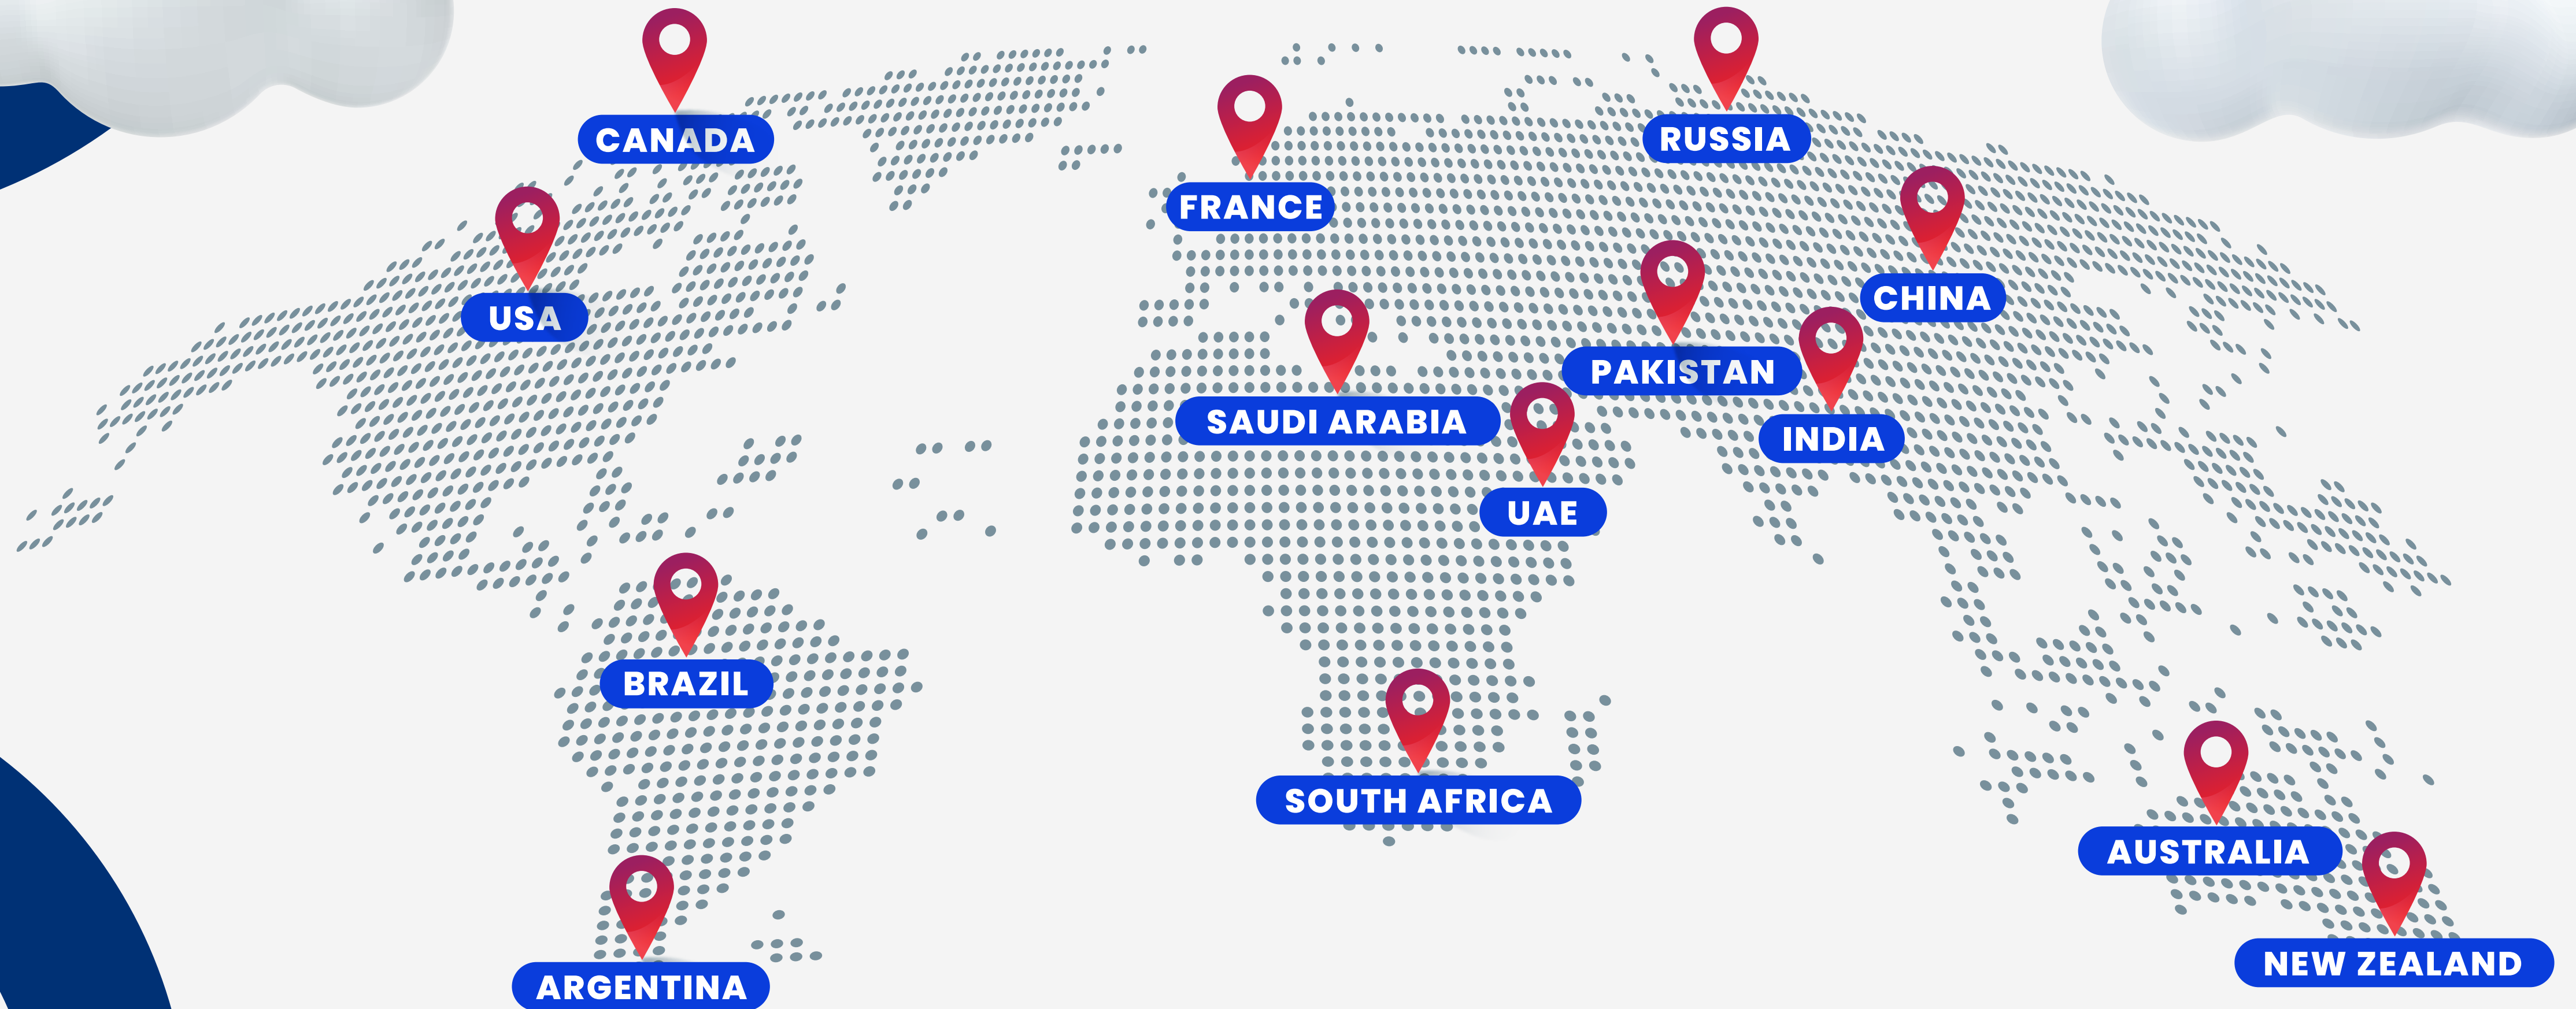 CANADA
RUSSIA
FRANCE
USA
CHINA
PAKISTAN
SAUDI ARABIA
INDIA
UAE
BRAZIL
SOUTH AFRICA
AUSTRALIA
NEW ZEALAND
ARGENTINA